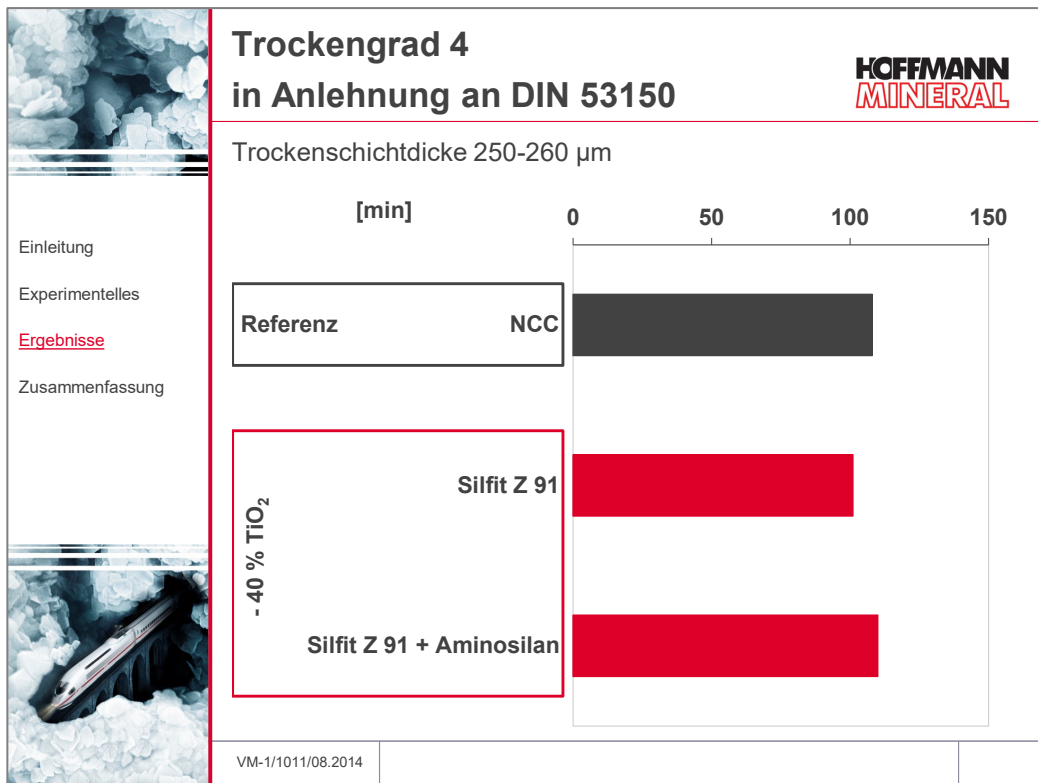 Trockengrad 4
in Anlehnung an DIN 53150
HOFFMANN
MINERAL
Trockenschichtdicke 250-260 µm
Einleitung
Experimentelles
Ergebnisse
Zusammenfassung
[min]
0 50 100 150
Referenz NCC
- 40 % TiO₂
Silfit Z 91
Silfit Z 91 + Aminosilan
VM-1/1011/08.2014